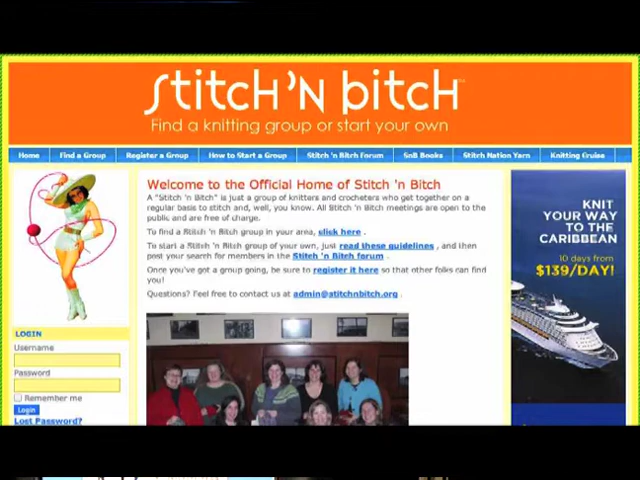 Stitch 'N Bitch™
Find a knitting group or start your own
Home Find a Group Register a Group How to Start a Group Stitch 'n Bitch Forum SnB Books Stitch Nation Yarn Knitting Cruise
Welcome to the Official Home of Stitch 'n Bitch
A "Stitch 'n Bitch" is just a group of knitters and crocheters who get together on a
regular basis to stitch and, well, you know. All Stitch 'n Bitch meetings are open to the
public and are free of charge.
To find a Stitch 'n Bitch group in your area, click here .
To start a Stitch 'n Bitch group of your own, just read these guidelines , and then
post your search for members in the Stitch 'n Bitch forum .
Once you've got a group going, be sure to register it here so that other folks can find
you!
Questions? Feel free to contact us at admin@stitchnbitch.org .
LOGIN
Username
Password
Remember me
Login
Lost Password?
KNIT
YOUR WAY
TO THE
CARIBBEAN
10 days from
$139/DAY!